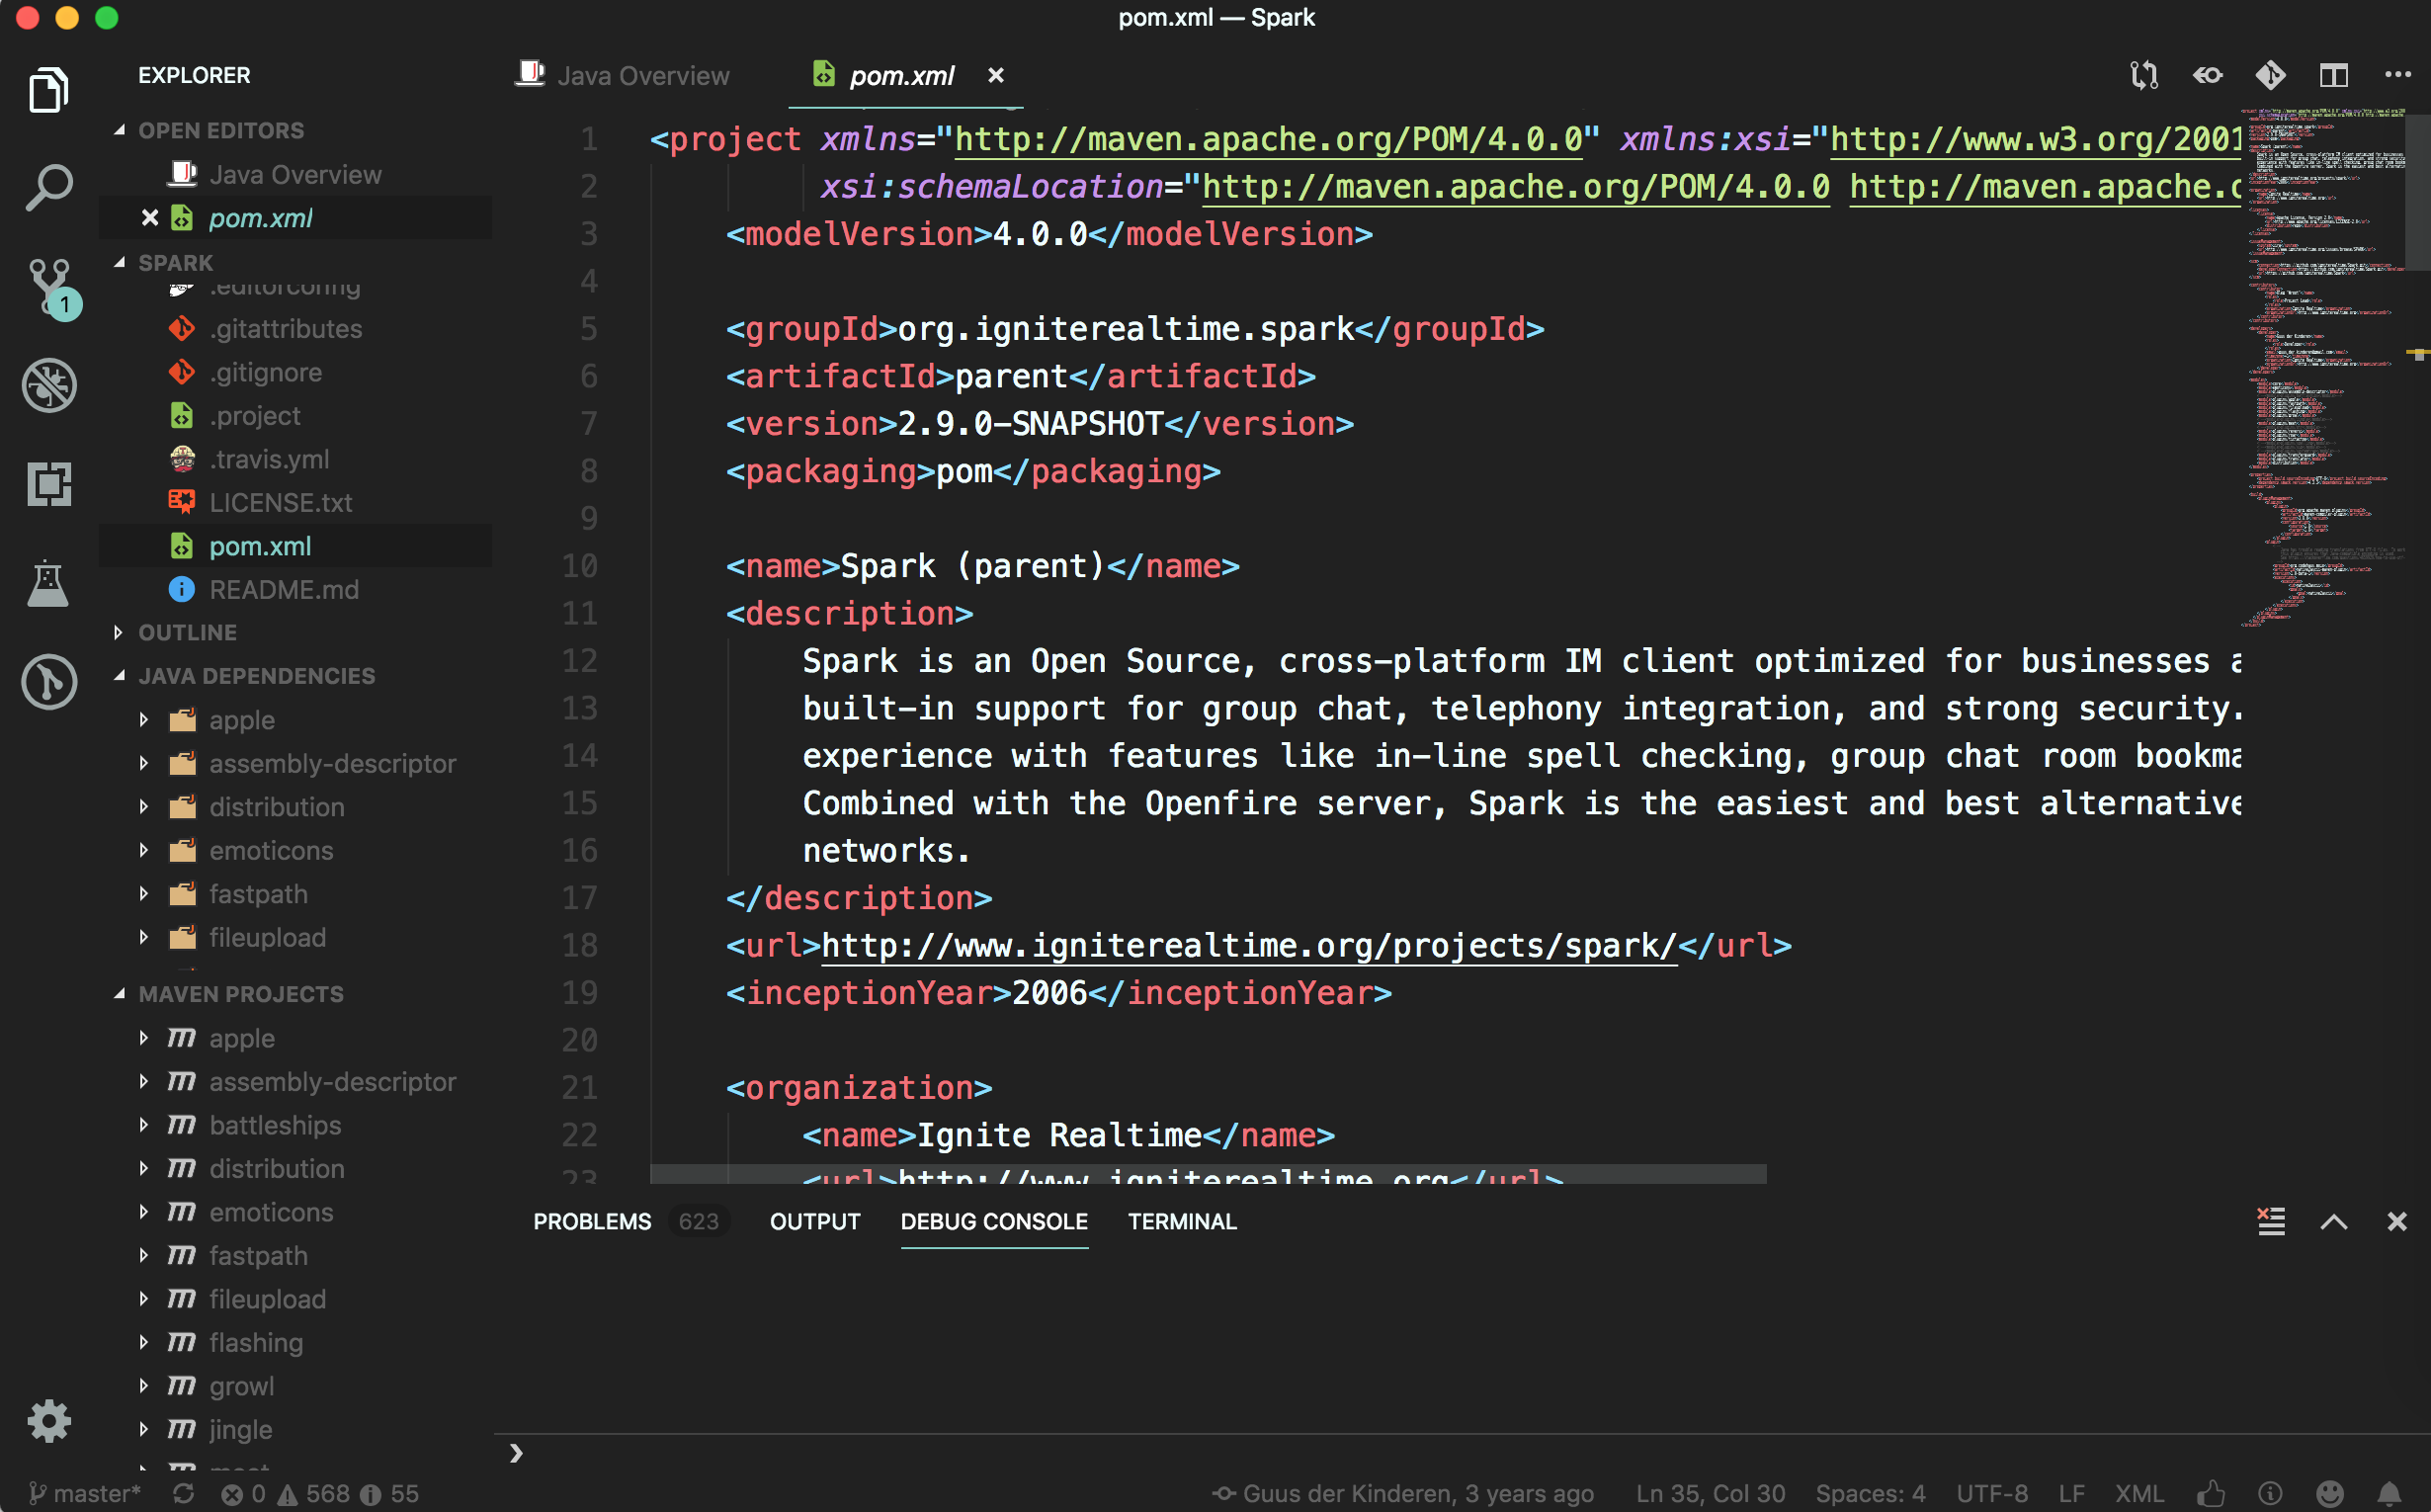 pom.xml — Spark
EXPLORER
OPEN EDITORS
Java Overview
pom.xml
SPARK
.editorconfig
.gitattributes
.gitignore
.project
.travis.yml
LICENSE.txt
pom.xml
README.md
OUTLINE
JAVA DEPENDENCIES
apple
assembly-descriptor
distribution
emoticons
fastpath
fileupload
MAVEN PROJECTS
apple
assembly-descriptor
battleships
distribution
emoticons
fastpath
fileupload
flashing
growl
jingle
1
Java Overview
pom.xml
1 <project xmlns="http://maven.apache.org/POM/4.0.0" xmlns:xsi="http://www.w3.org/2001
2 xsi:schemaLocation="http://maven.apache.org/POM/4.0.0 http://maven.apache.
3 <modelVersion>4.0.0</modelVersion>
4
5 <groupId>org.igniterealtime.spark</groupId>
6 <artifactId>parent</artifactId>
7 <version>2.9.0-SNAPSHOT</version>
8 <packaging>pom</packaging>
9
10 <name>Spark (parent)</name>
11 <description>
12 Spark is an Open Source, cross-platform IM client optimized for businesses a
13 built-in support for group chat, telephony integration, and strong security.
14 experience with features like in-line spell checking, group chat room bookma
15 Combined with the Openfire server, Spark is the easiest and best alternative
16 networks.
17 </description>
18 <url>http://www.igniterealtime.org/projects/spark/</url>
19 <inceptionYear>2006</inceptionYear>
20
21 <organization>
22 <name>Ignite Realtime</name>
23 <url>http://www.igniterealtime.org</url>
PROBLEMS 623 OUTPUT DEBUG CONSOLE TERMINAL
master* 0 568 55 Guus der Kinderen, 3 years ago Ln 35, Col 30 Spaces: 4 UTF-8 LF XML